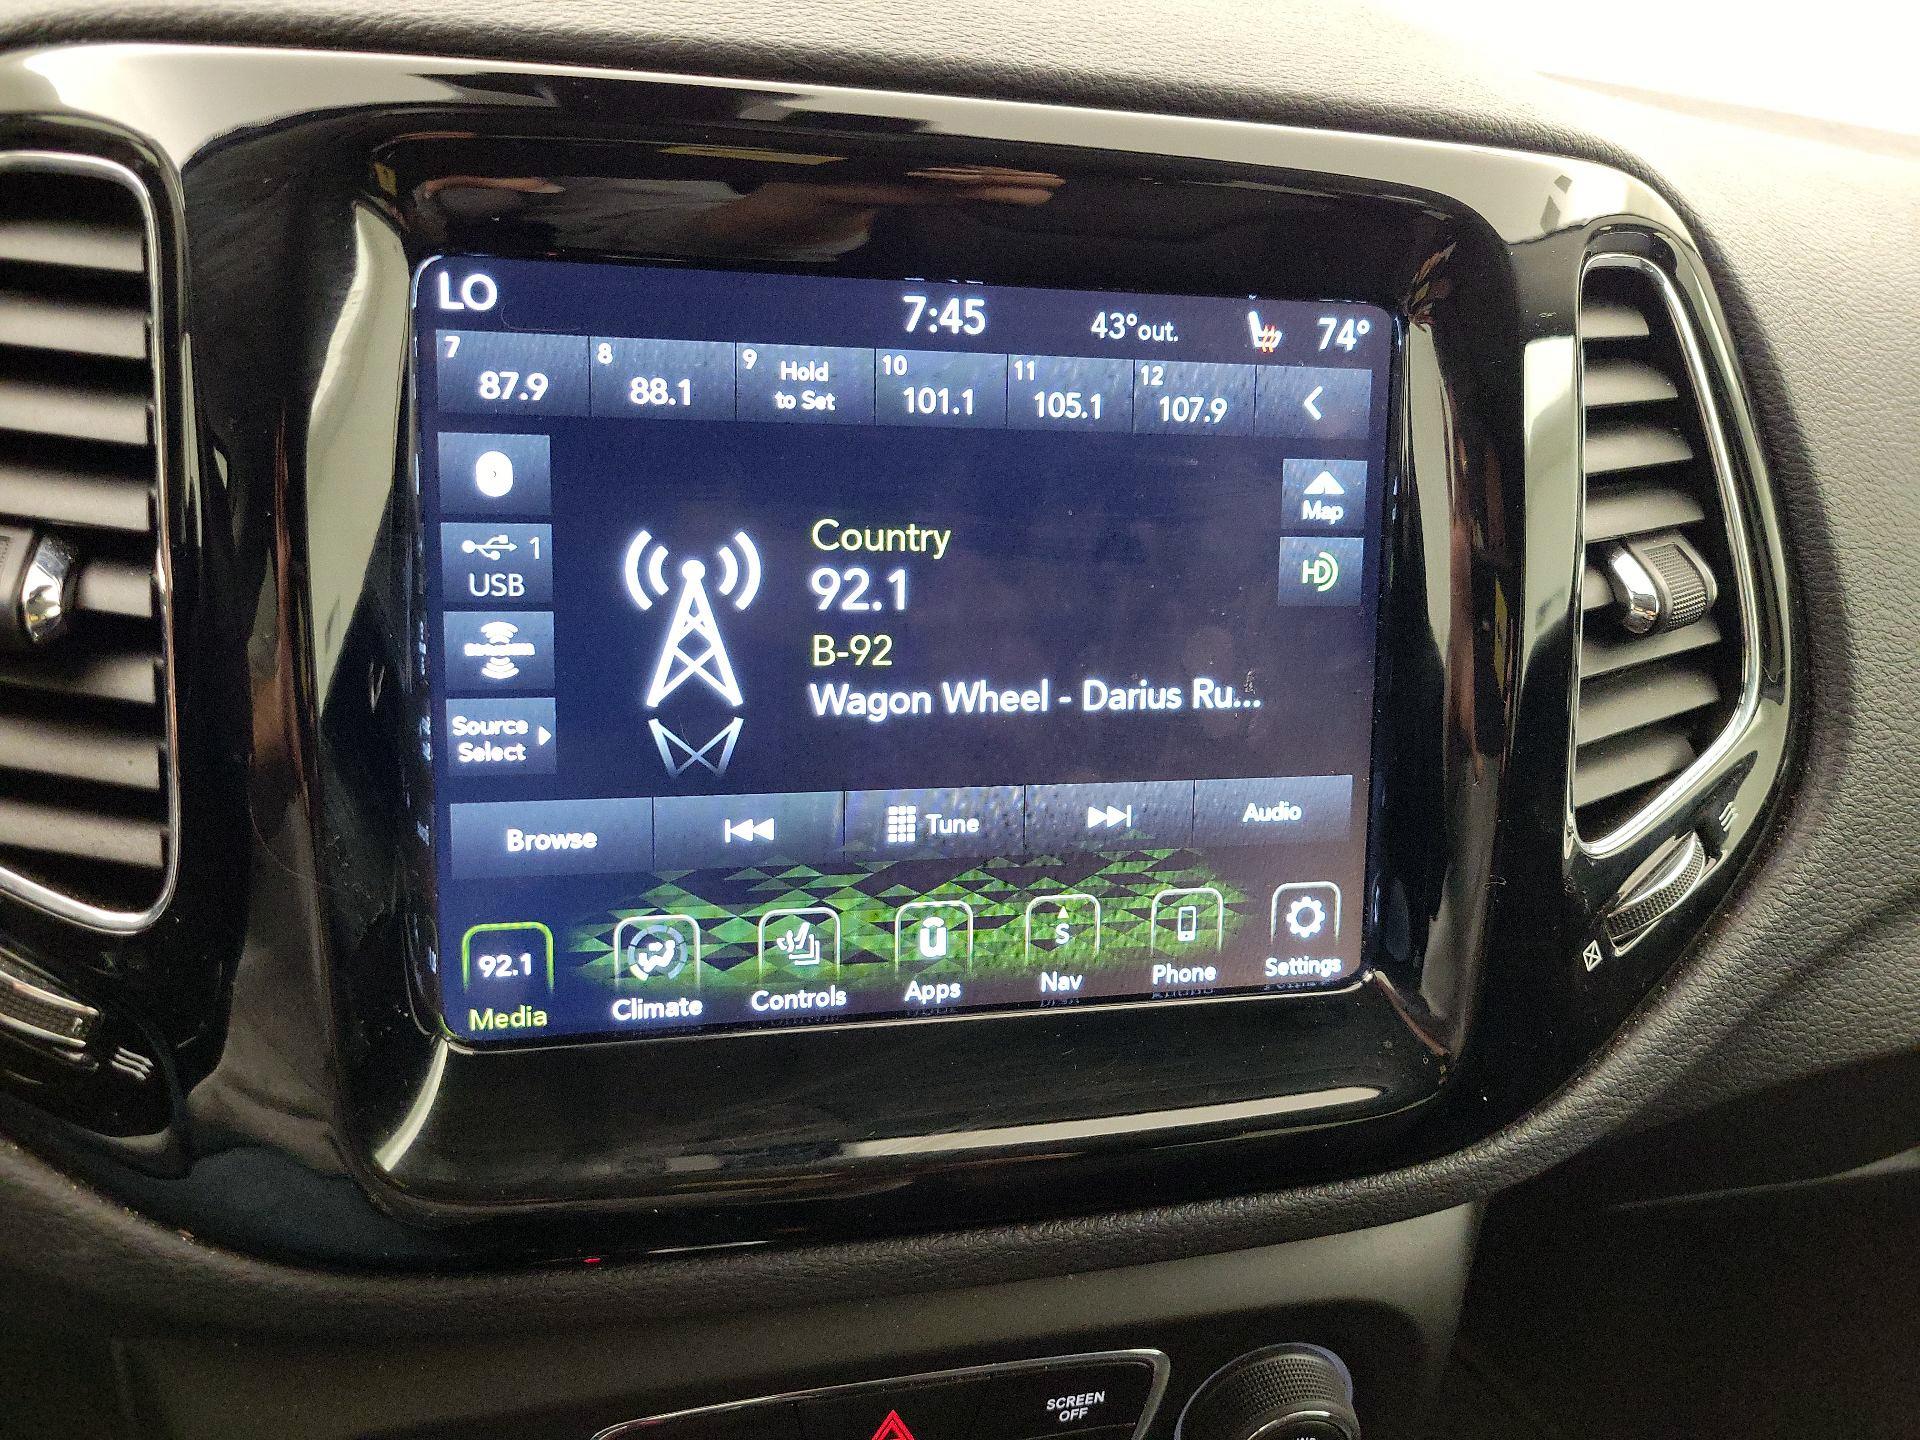 LO
7:45
43°out.
74°
7
87.9
8
88.1
9
Hold
to Set
10
101.1
11
105.1
12
107.9
1
USB
Source
Select
Country
92.1
B-92
Wagon Wheel - Darius Ru...
Map
HD
Browse
Tune
Audio
92.1
Media
Climate
Controls
u
Apps
S
Nav
Phone
Settings
SCREEN
OFF